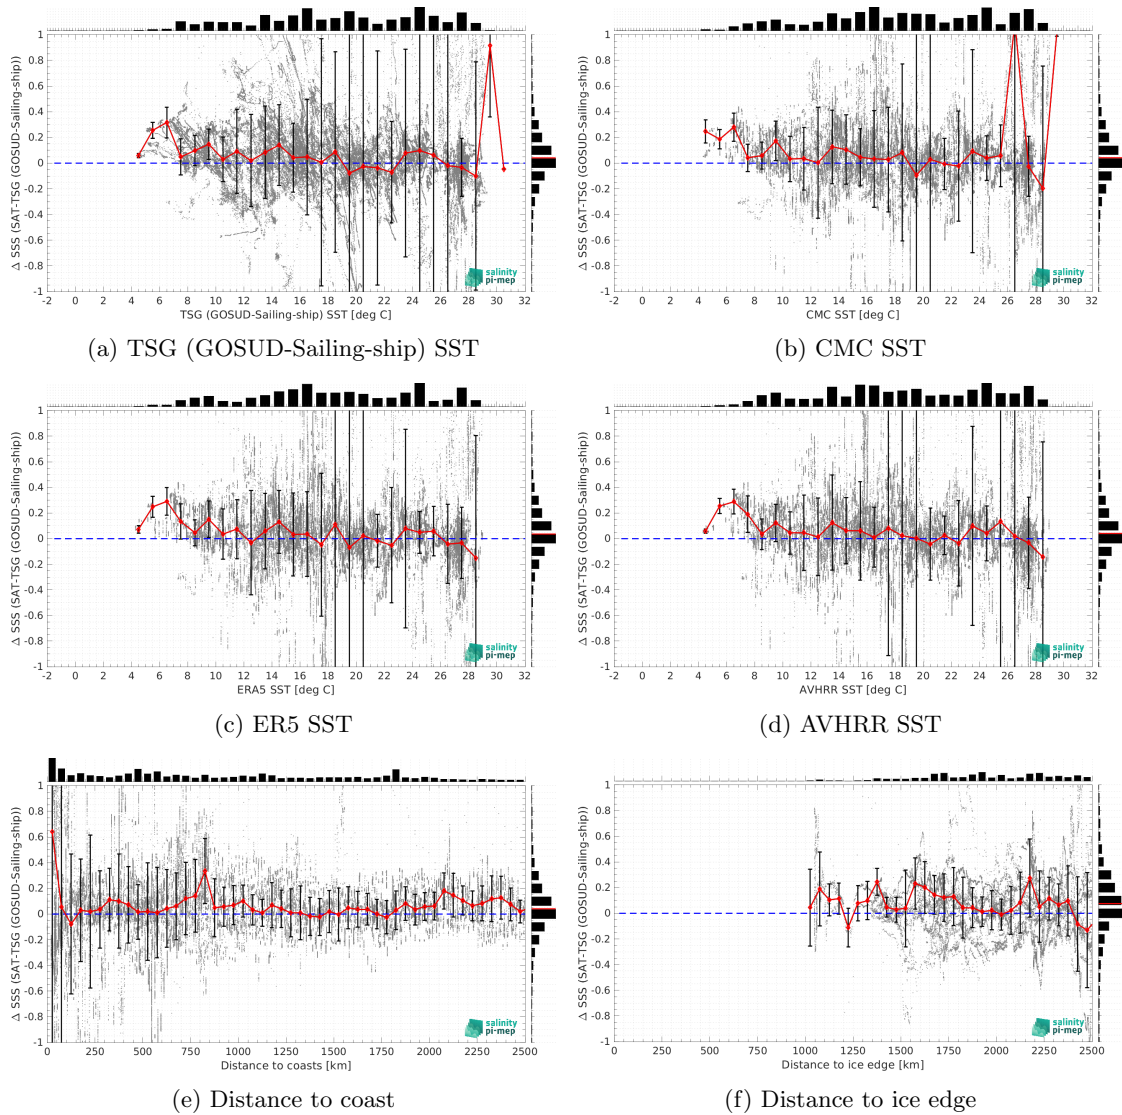 Δ SSS (SAT-TSG (GOSUD-Sailing-ship))
1
0.8
0.6
0.4
0.2
0
-0.2
-0.4
-0.6
-0.8
-1
salinity
pi-mep
-2 0 2 4 6 8 10 12 14 16 18 20 22 24 26 28 30 32
TSG (GOSUD-Sailing-ship) SST [deg C]
(a) TSG (GOSUD-Sailing-ship) SST
Δ SSS (SAT-TSG (GOSUD-Sailing-ship))
1
0.8
0.6
0.4
0.2
0
-0.2
-0.4
-0.6
-0.8
-1
salinity
pi-mep
-2 0 2 4 6 8 10 12 14 16 18 20 22 24 26 28 30 32
CMC SST [deg C]
(b) CMC SST
Δ SSS (SAT-TSG (GOSUD-Sailing-ship))
1
0.8
0.6
0.4
0.2
0
-0.2
-0.4
-0.6
-0.8
-1
salinity
pi-mep
-2 0 2 4 6 8 10 12 14 16 18 20 22 24 26 28 30 32
ERA5 SST [deg C]
(c) ER5 SST
Δ SSS (SAT-TSG (GOSUD-Sailing-ship))
1
0.8
0.6
0.4
0.2
0
-0.2
-0.4
-0.6
-0.8
-1
salinity
pi-mep
-2 0 2 4 6 8 10 12 14 16 18 20 22 24 26 28 30 32
AVHRR SST [deg C]
(d) AVHRR SST
Δ SSS (SAT-TSG (GOSUD-Sailing-ship))
1
0.8
0.6
0.4
0.2
0
-0.2
-0.4
-0.6
-0.8
-1
salinity
pi-mep
0 250 500 750 1000 1250 1500 1750 2000 2250 2500
Distance to coasts [km]
(e) Distance to coast
Δ SSS (SAT-TSG (GOSUD-Sailing-ship))
1
0.8
0.6
0.4
0.2
0
-0.2
-0.4
-0.6
-0.8
-1
salinity
pi-mep
0 250 500 750 1000 1250 1500 1750 2000 2250 2500
Distance to ice edge [km]
(f) Distance to ice edge